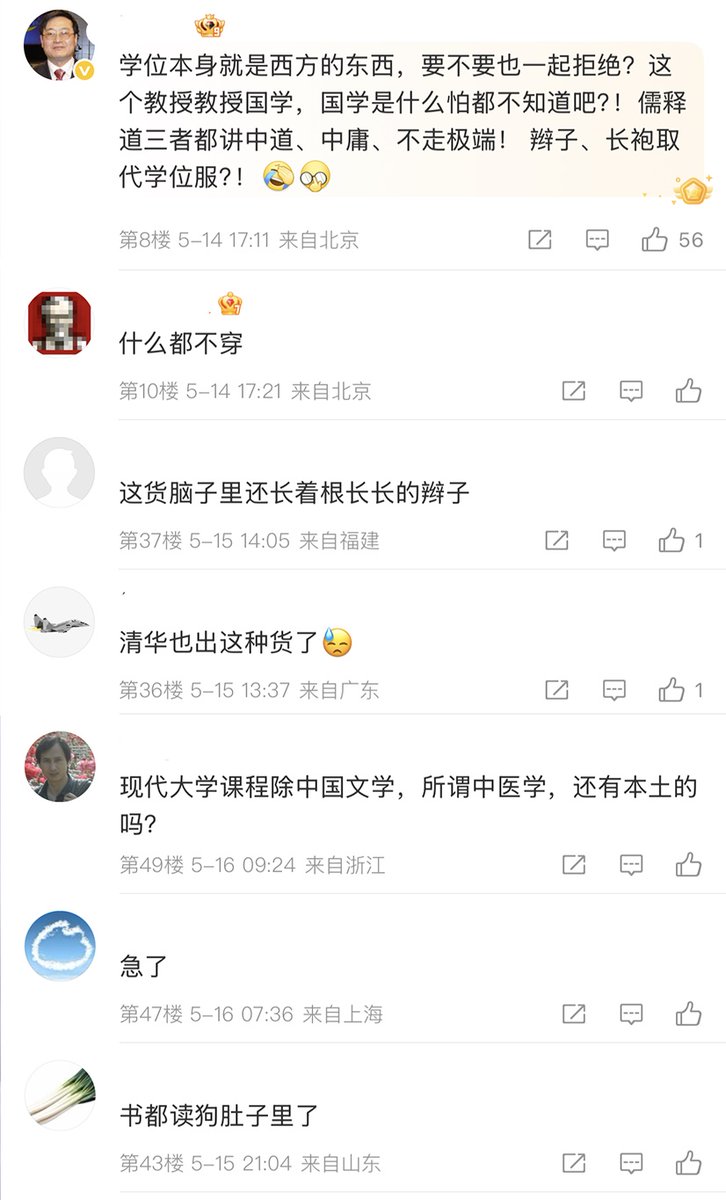 学位本身就是西方的东西，要不要也一起拒绝？这
个教授教授国学，国学是什么怕都不知道吧?！儒释
道三者都讲中道、中庸、不走极端！ 辫子、长袍取
代学位服?！
第8楼 5-14 17:11 来自北京
56
什么都不穿
第10楼 5-14 17:21 来自北京
这货脑子里还长着根长长的辫子
第37楼 5-15 14:05 来自福建
1
清华也出这种货了
第36楼 5-15 13:37 来自广东
1
现代大学课程除中国文学，所谓中医学，还有本土的
吗？
第49楼 5-16 09:24 来自浙江
急了
第47楼 5-16 07:36 来自上海
书都读狗肚子里了
第43楼 5-15 21:04 来自山东